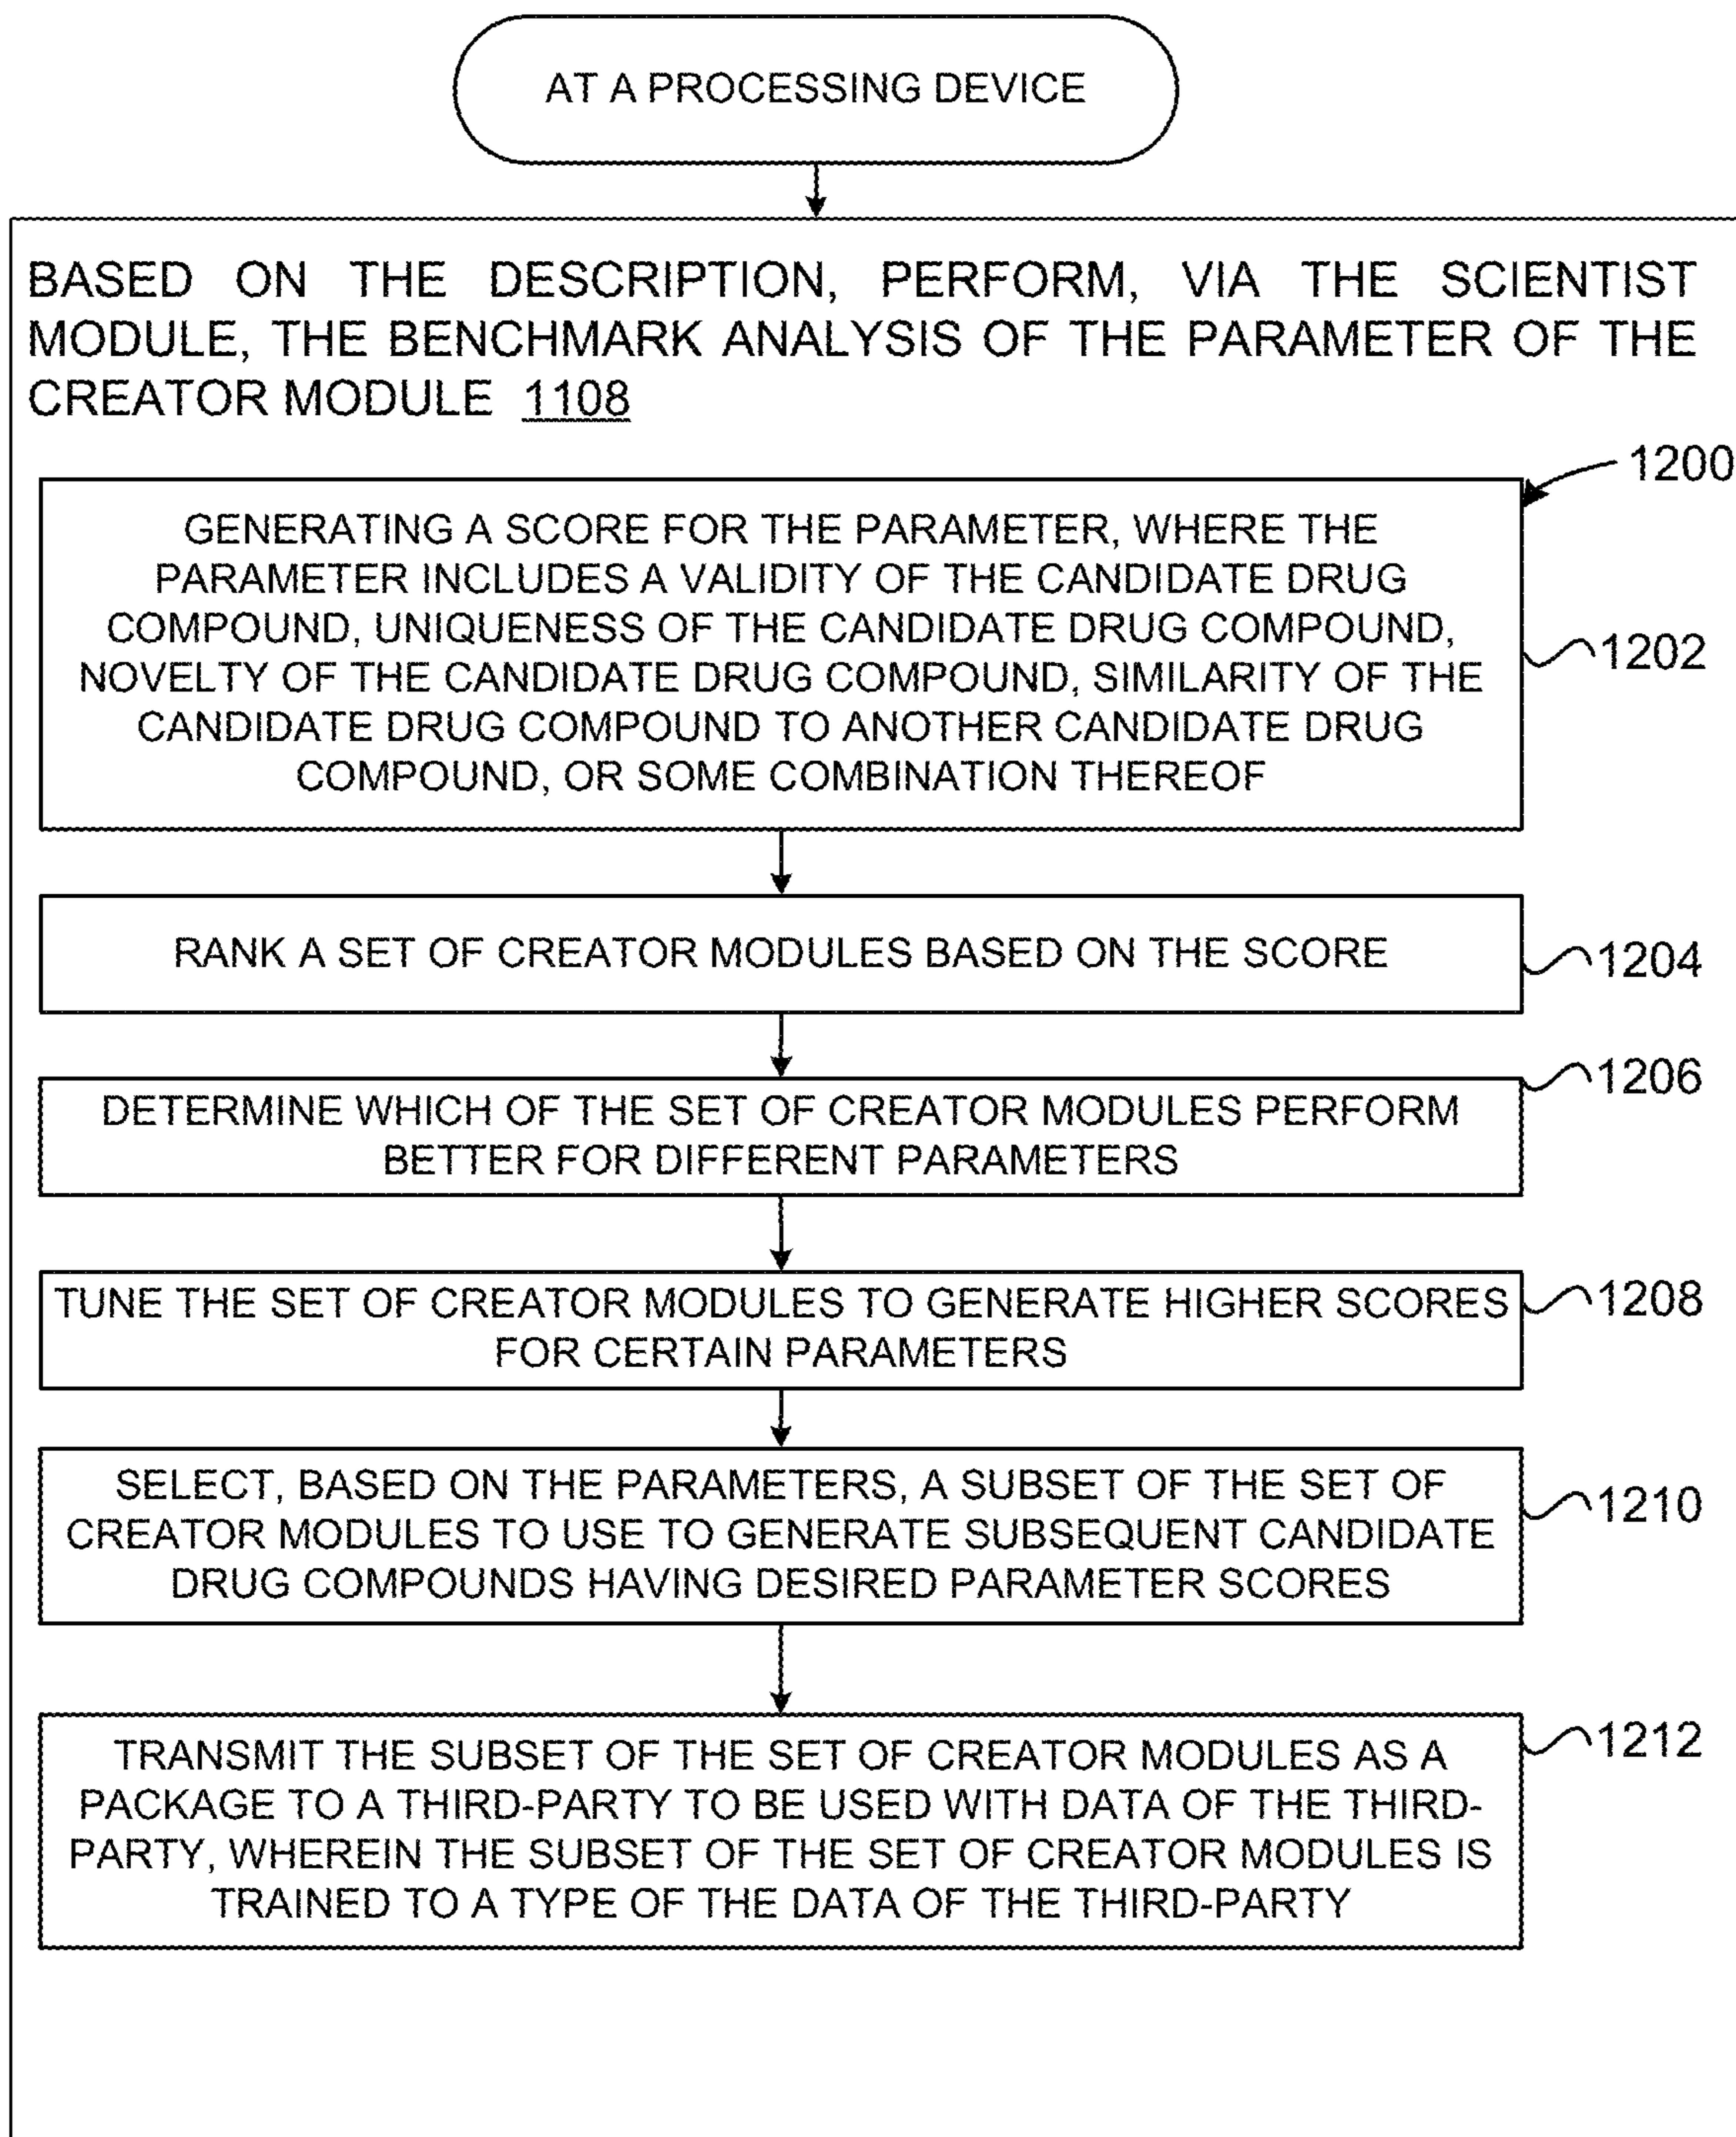 AT A PROCESSING DEVICE
BASED ON THE DESCRIPTION, PERFORM, VIA THE SCIENTIST
MODULE, THE BENCHMARK ANALYSIS OF THE PARAMETER OF THE
CREATOR MODULE 1108
1200
GENERATING A SCORE FOR THE PARAMETER, WHERE THE
PARAMETER INCLUDES A VALIDITY OF THE CANDIDATE DRUG
COMPOUND, UNIQUENESS OF THE CANDIDATE DRUG COMPOUND,
NOVELTY OF THE CANDIDATE DRUG COMPOUND, SIMILARITY OF THE
CANDIDATE DRUG COMPOUND TO ANOTHER CANDIDATE DRUG
COMPOUND, OR SOME COMBINATION THEREOF
1202
RANK A SET OF CREATOR MODULES BASED ON THE SCORE
1204
DETERMINE WHICH OF THE SET OF CREATOR MODULES PERFORM
BETTER FOR DIFFERENT PARAMETERS
1206
TUNE THE SET OF CREATOR MODULES TO GENERATE HIGHER SCORES
FOR CERTAIN PARAMETERS
1208
SELECT, BASED ON THE PARAMETERS, A SUBSET OF THE SET OF
CREATOR MODULES TO USE TO GENERATE SUBSEQUENT CANDIDATE
DRUG COMPOUNDS HAVING DESIRED PARAMETER SCORES
1210
TRANSMIT THE SUBSET OF THE SET OF CREATOR MODULES AS A
PACKAGE TO A THIRD-PARTY TO BE USED WITH DATA OF THE THIRD-
PARTY, WHEREIN THE SUBSET OF THE SET OF CREATOR MODULES IS
TRAINED TO A TYPE OF THE DATA OF THE THIRD-PARTY
1212